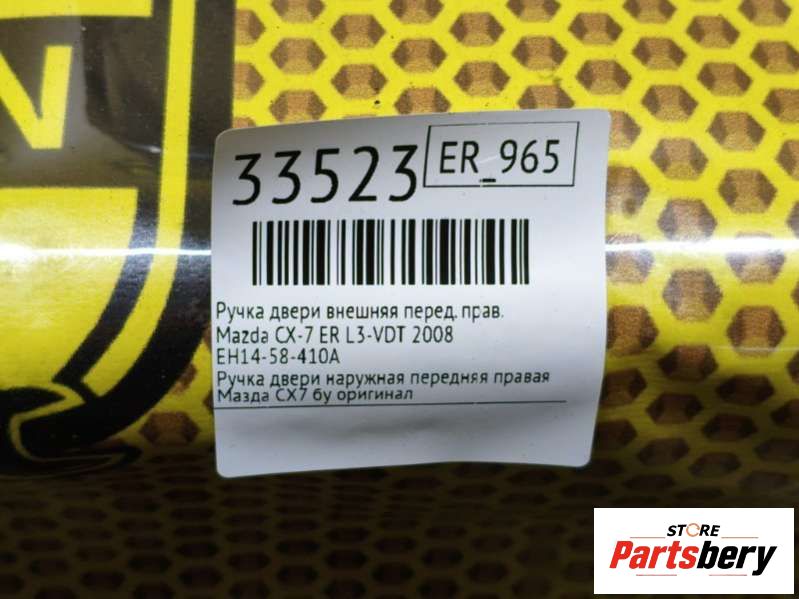 N
33523
ER_965
Ручка двери внешняя перед. прав.
Mazda CX-7 ER L3-VDT 2008
EH14-58-410A
Ручка двери наружная передняя правая
Мазда СХ7 бу оригинал
STORE
Partsbery